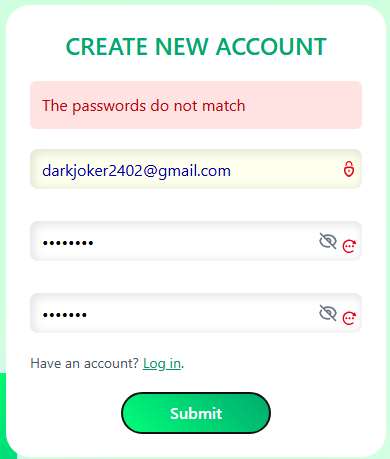 CREATE NEW ACCOUNT
The passwords do not match
darkjoker2402@gmail.com
••••••••
•••••••
Have an account? Log in.
Submit